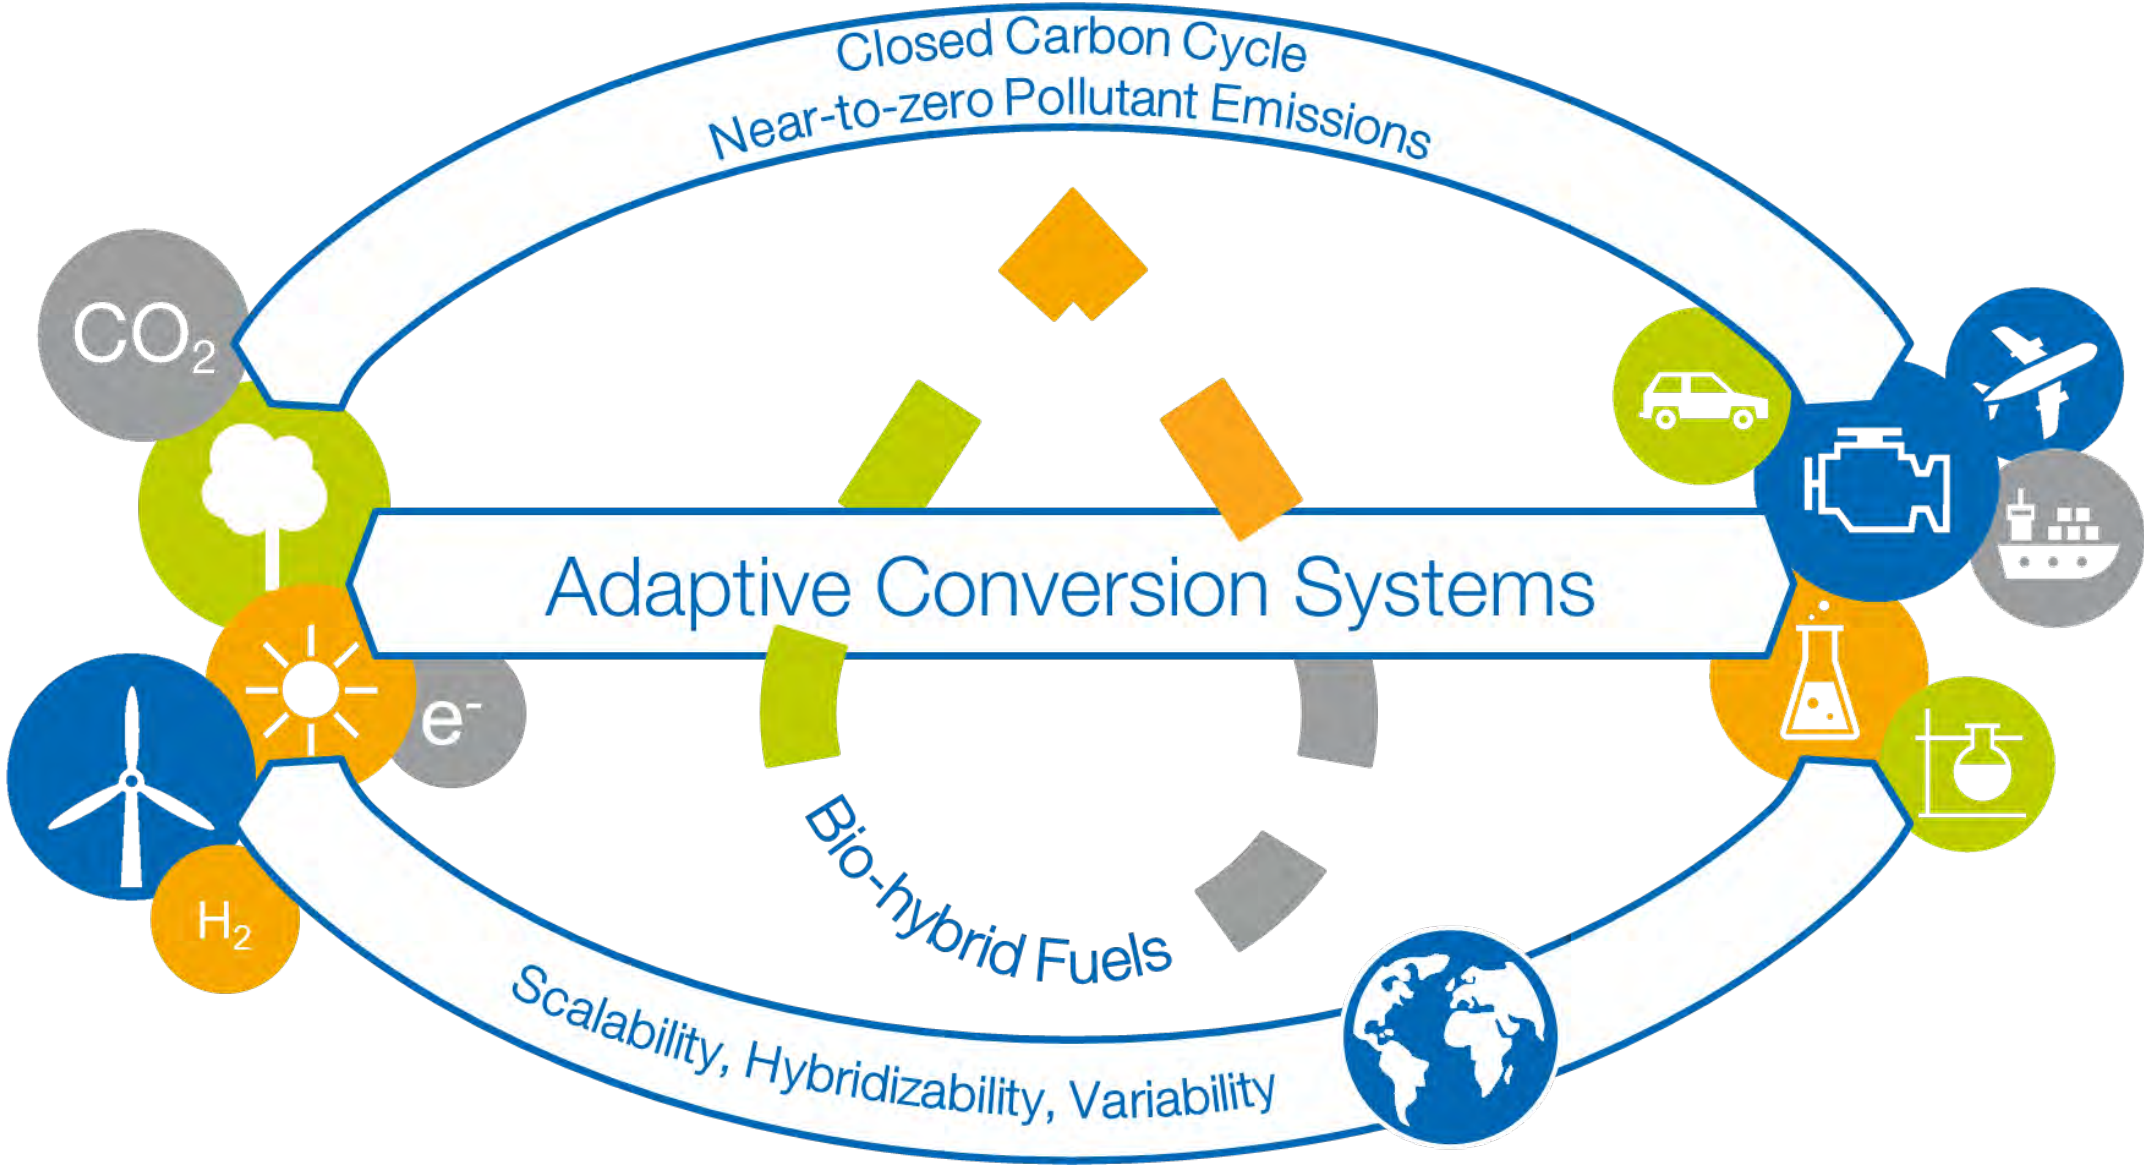 Closed Carbon Cycle
Near-to-zero Pollutant Emissions
CO₂
Adaptive Conversion Systems
e⁻
Bio-hybrid Fuels
H₂
Scalability, Hybridizability, Variability